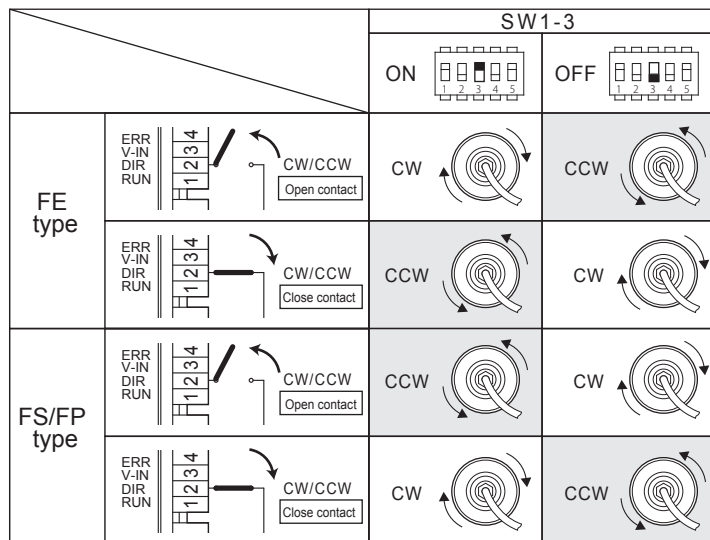 SW1-3
ON
1 2 3 4 5
OFF
1 2 3 4 5
FE
type
ERR
V-IN
DIR
RUN
1 2 3 4
CW/CCW
Open contact
CW
CCW
ERR
V-IN
DIR
RUN
1 2 3 4
CW/CCW
Close contact
CCW
CW
FS/FP
type
ERR
V-IN
DIR
RUN
1 2 3 4
CW/CCW
Open contact
CCW
CW
ERR
V-IN
DIR
RUN
1 2 3 4
CW/CCW
Close contact
CW
CCW